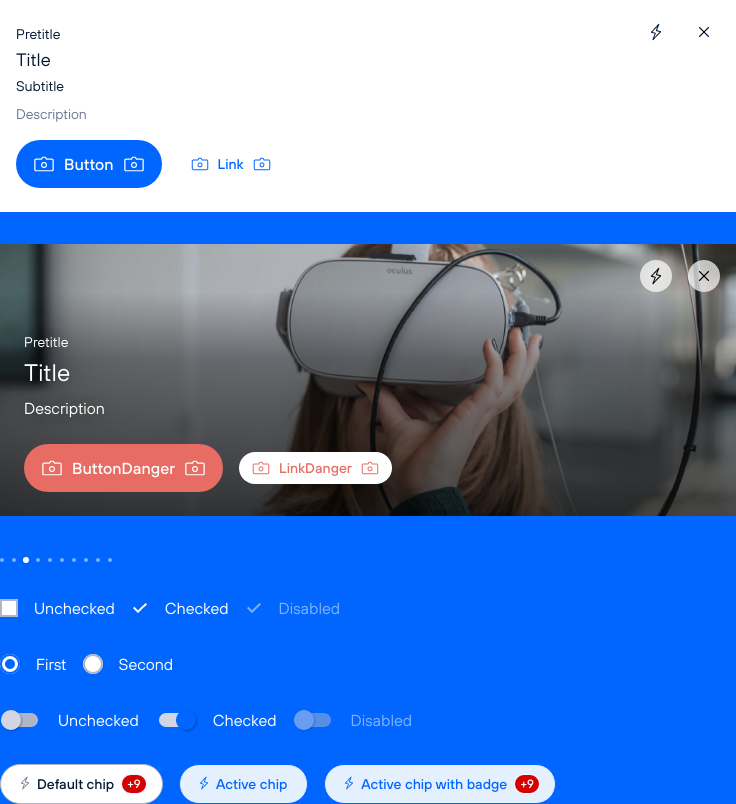 Pretitle
Title
Subtitle
Description
Button Link
oculus
Pretitle
Title
Description
ButtonDanger LinkDanger
Unchecked Checked Disabled
First Second
Unchecked Checked Disabled
Default chip +9 Active chip Active chip with badge +9